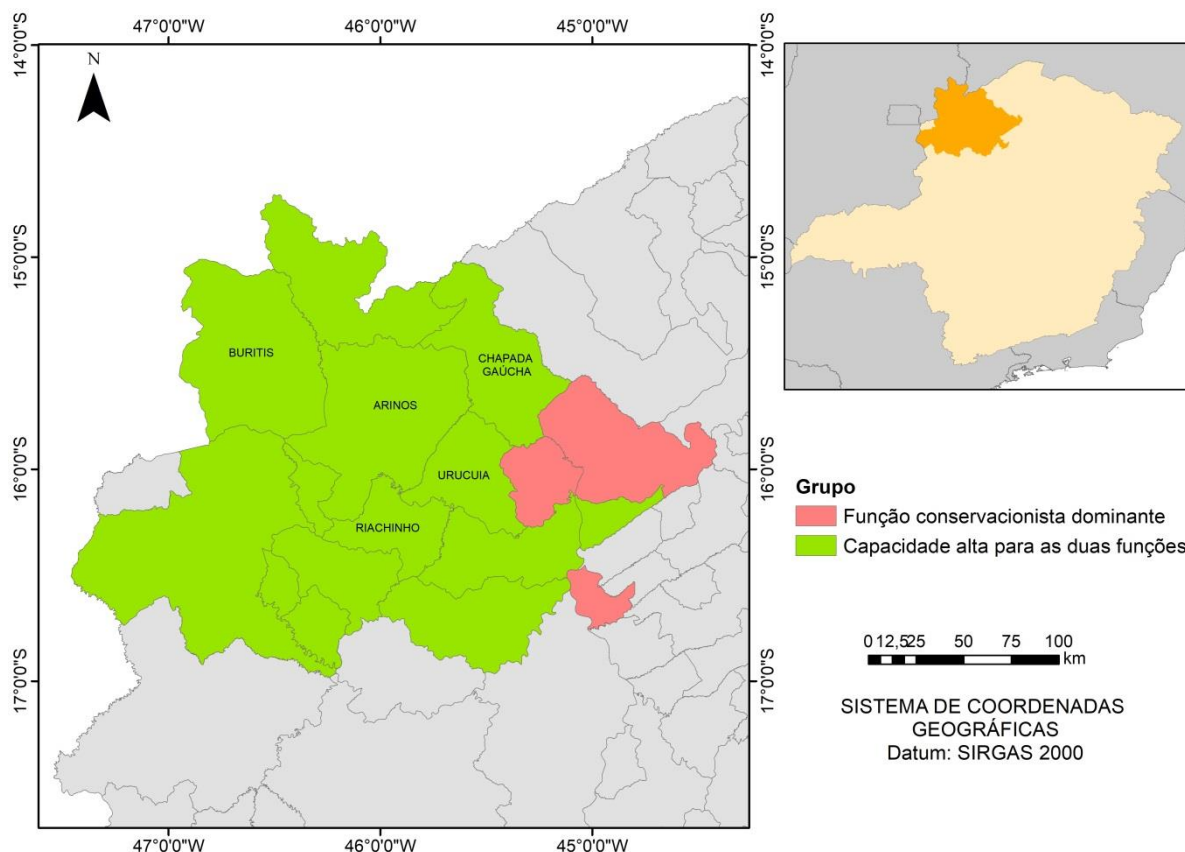 47°0'0"W 46°0'0"W 45°0'0"W
14°0'0"S
14°0'0"S
N
15°0'0"S
15°0'0"S
BURITIS
CHAPADA
GAÚCHA
ARINOS
16°0'0"S
16°0'0"S
URUCUIA
RIACHINHO
17°0'0"S
17°0'0"S
47°0'0"W 46°0'0"W 45°0'0"W
Grupo
Função conservacionista dominante
Capacidade alta para as duas funções
0 12,5 25 50 75 100
km
SISTEMA DE COORDENADAS
GEOGRÁFICAS
Datum: SIRGAS 2000